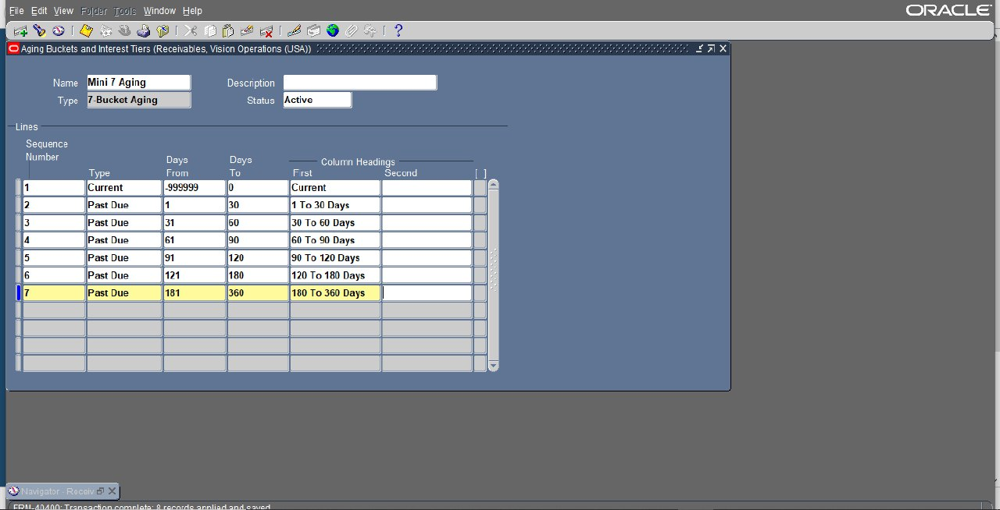 File Edit View Folder Tools Window Help
ORACLE
Aging Buckets and Interest Tiers (Receivables, Vision Operations (USA))
Name Mini 7 Aging Description
Type 7-Bucket Aging Status Active
Lines
Sequence
Number Days Days Column Headings
Type From To First Second [ ]
1 Current -999999 0 Current
2 Past Due 1 30 1 To 30 Days
3 Past Due 31 60 30 To 60 Days
4 Past Due 61 90 60 To 90 Days
5 Past Due 91 120 90 To 120 Days
6 Past Due 121 180 120 To 180 Days
7 Past Due 181 360 180 To 360 Days
Navigator - Receiv
FRM-40400: Transaction complete: 8 records applied and saved